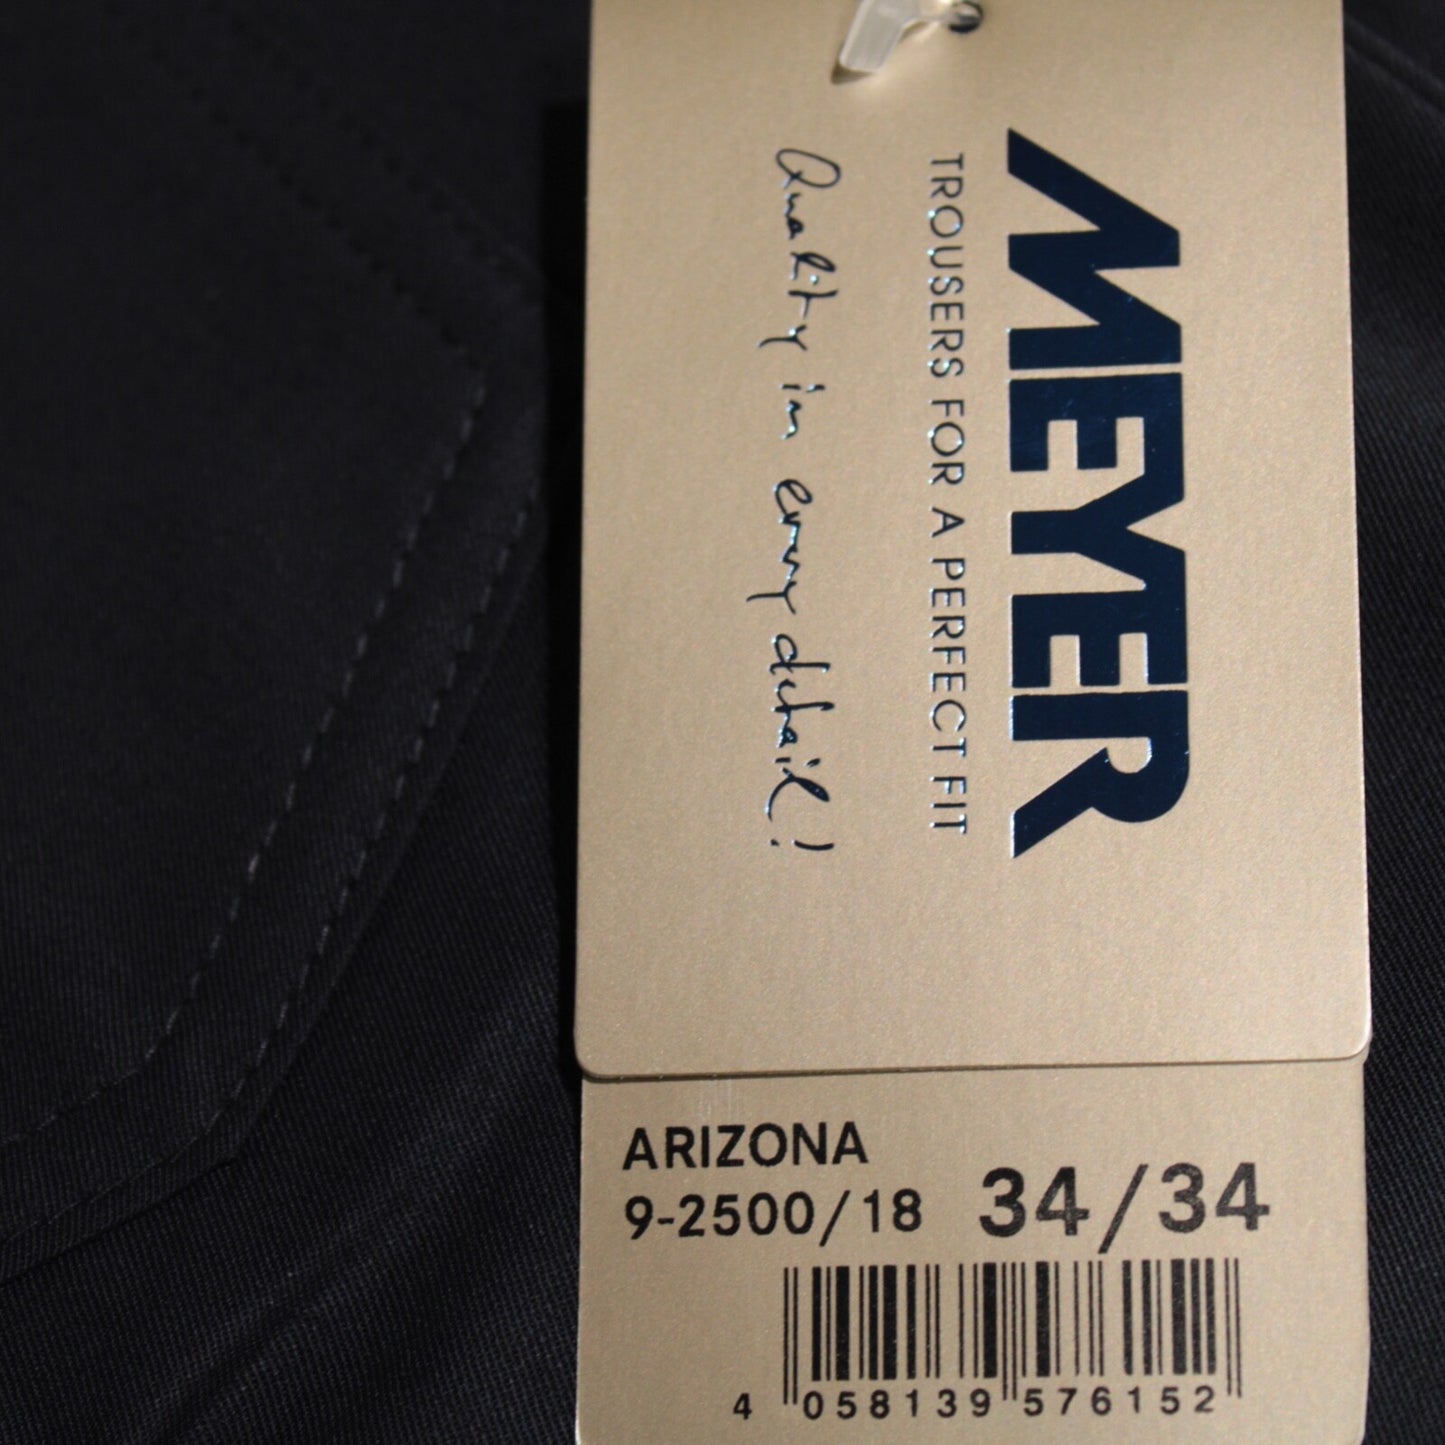 MEYER
TROUSERS FOR A PERFECT FIT
Quality in every detail!
ARIZONA
9-2500/18 34/34
4 058139 576152